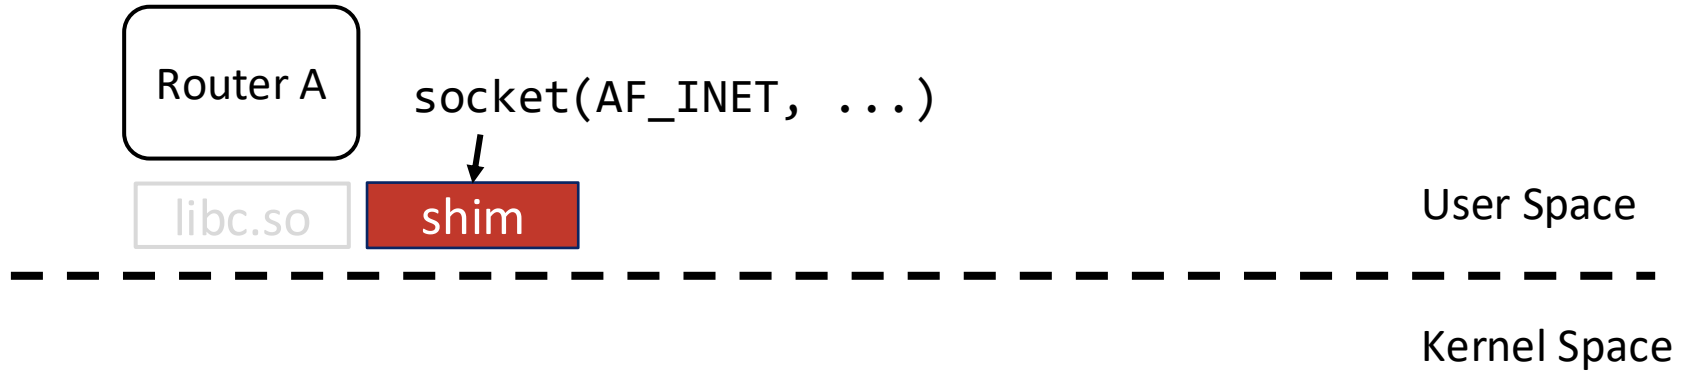 Router A
socket(AF_INET, ...)
libc.so
shim
User Space
Kernel Space